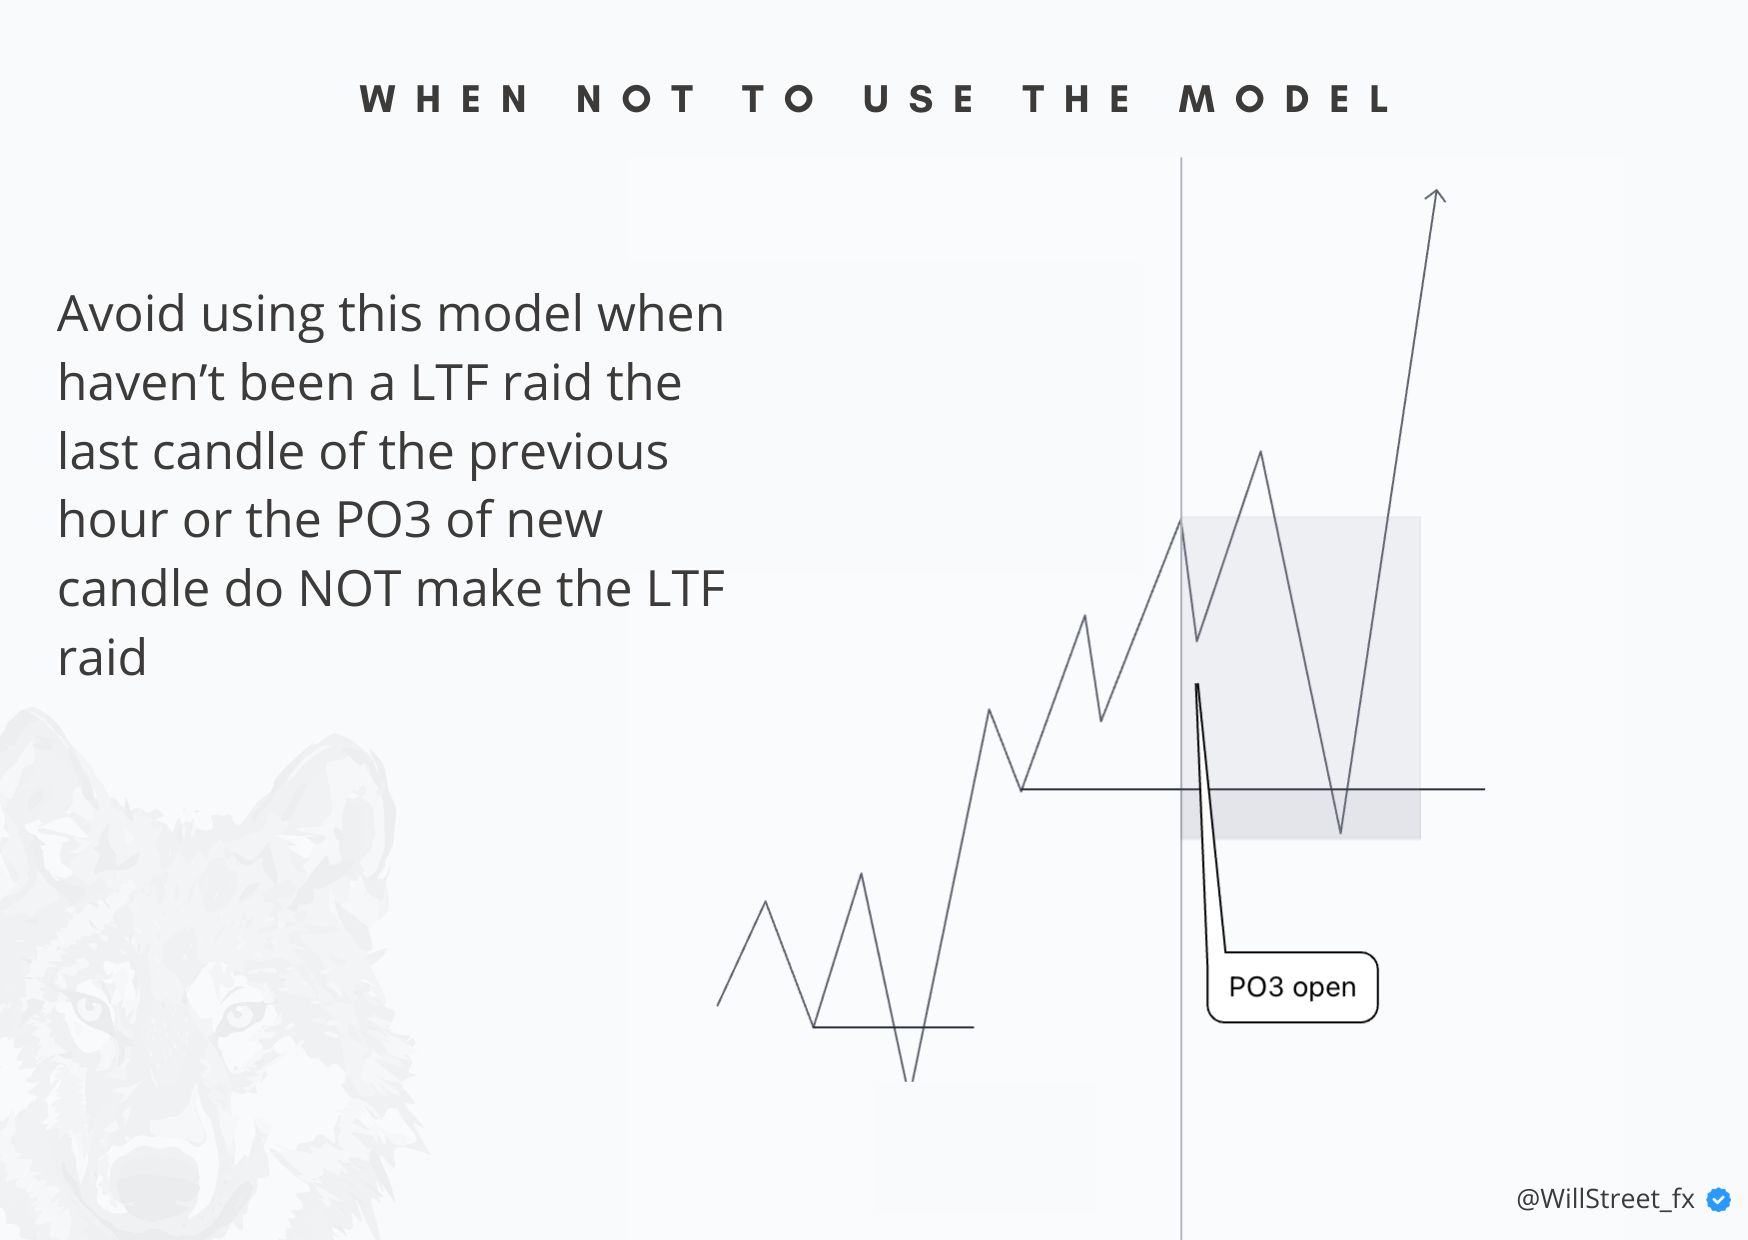 WHEN NOT TO USE THE MODEL
Avoid using this model when
haven’t been a LTF raid the
last candle of the previous
hour or the PO3 of new
candle do NOT make the LTF
raid
PO3 open
@WillStreet_fx